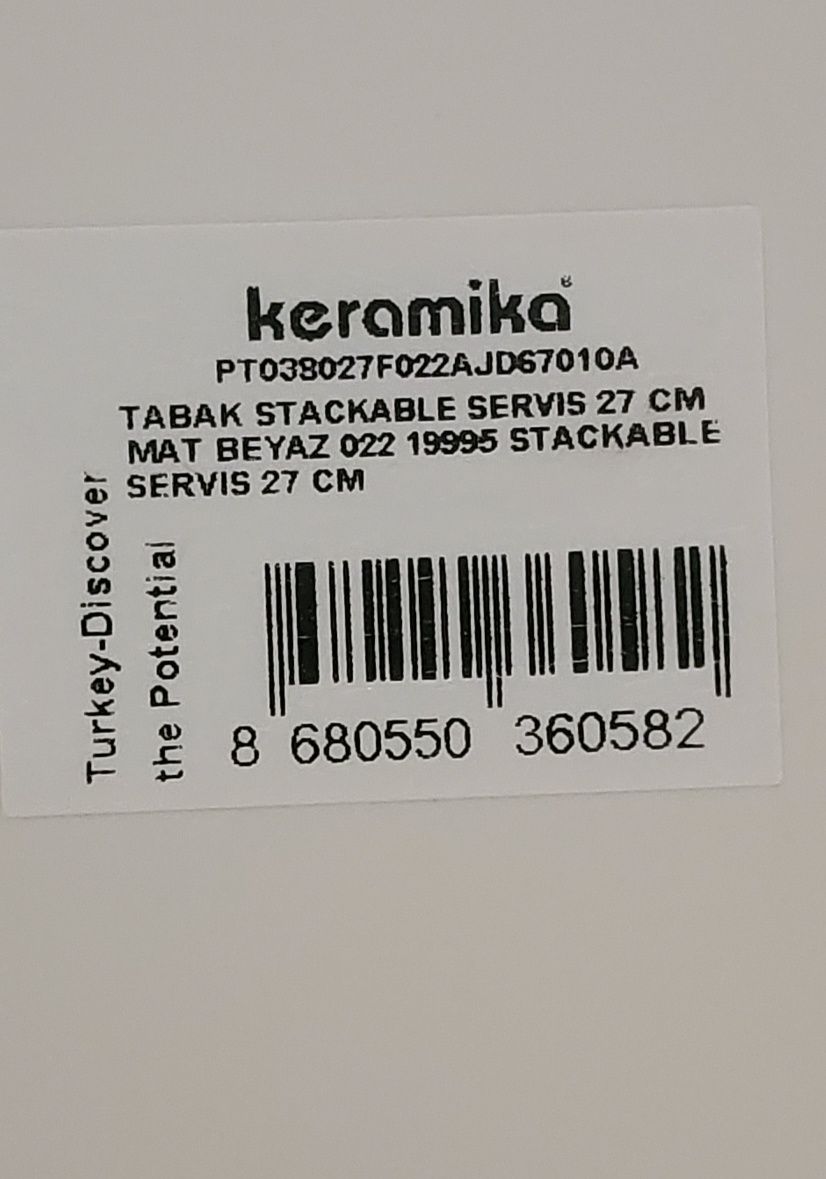 keramika®
PT038027F022AJD67010A
TABAK STACKABLE SERVIS 27 CM
MAT BEYAZ 022 19995 STACKABLE
SERVIS 27 CM
Turkey-Discover
the Potential
8 680550 360582